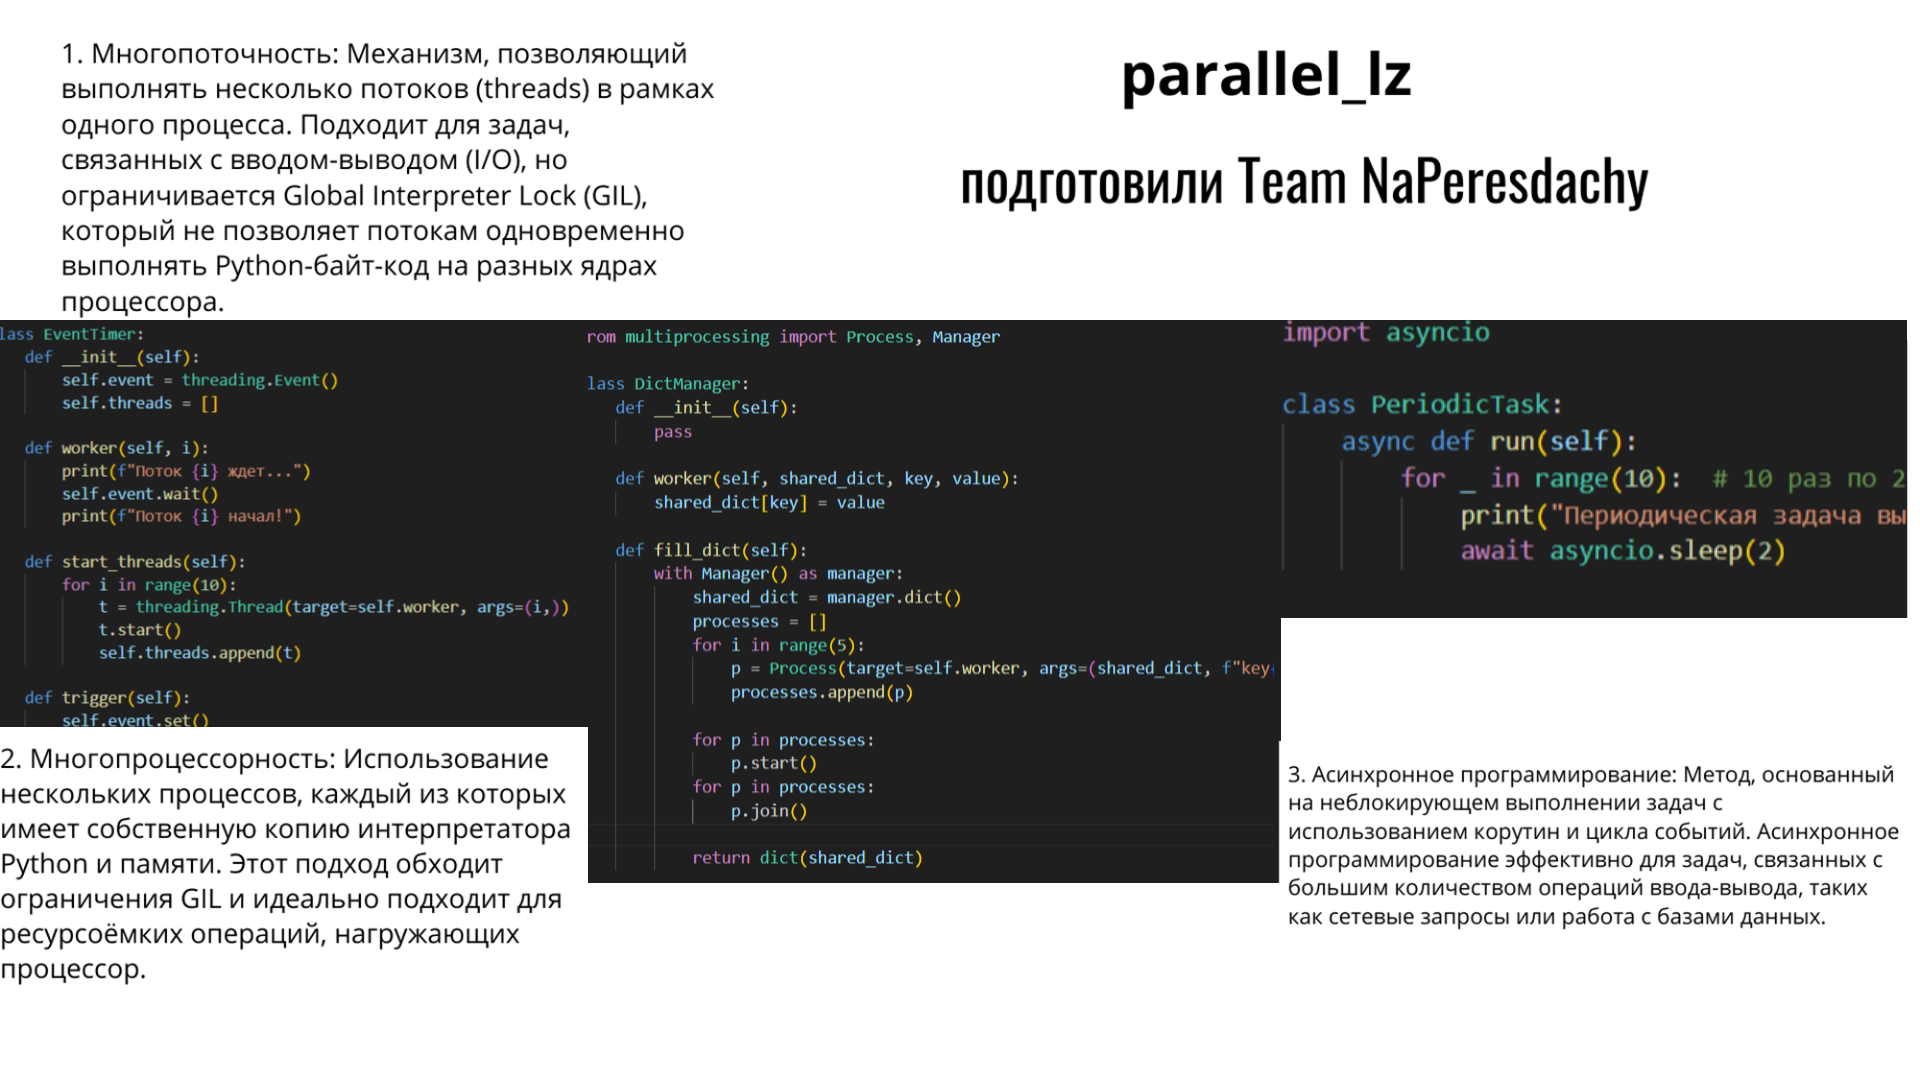 1. Многопоточность: Механизм, позволяющий
выполнять несколько потоков (threads) в рамках
одного процесса. Подходит для задач,
связанных с вводом-выводом (I/O), но
ограничивается Global Interpreter Lock (GIL),
который не позволяет потокам одновременно
выполнять Python-байт-код на разных ядрах
процессора.
parallel_lz
подготовили Team NaPeresdachy
lass EventTimer:
def __init__(self):
self.event = threading.Event()
self.threads = []
def worker(self, i):
print(f"Поток {i} ждет...")
self.event.wait()
print(f"Поток {i} начал!")
def start_threads(self):
for i in range(10):
t = threading.Thread(target=self.worker, args=(i,))
t.start()
self.threads.append(t)
def trigger(self):
self.event.set()
rom multiprocessing import Process, Manager
lass DictManager:
def __init__(self):
pass
def worker(self, shared_dict, key, value):
shared_dict[key] = value
def fill_dict(self):
with Manager() as manager:
shared_dict = manager.dict()
processes = []
for i in range(5):
p = Process(target=self.worker, args=(shared_dict, f"key
processes.append(p)
for p in processes:
p.start()
for p in processes:
p.join()
return dict(shared_dict)
import asyncio
class PeriodicTask:
async def run(self):
for _ in range(10):  # 10 раз по 2
print("Периодическая задача вы
await asyncio.sleep(2)
2. Многопроцессорность: Использование
нескольких процессов, каждый из которых
имеет собственную копию интерпретатора
Python и памяти. Этот подход обходит
ограничения GIL и идеально подходит для
ресурсоёмких операций, нагружающих
процессор.
3. Асинхронное программирование: Метод, основанный
на неблокирующем выполнении задач с
использованием корутин и цикла событий. Асинхронное
программирование эффективно для задач, связанных с
большим количеством операций ввода-вывода, таких
как сетевые запросы или работа с базами данных.